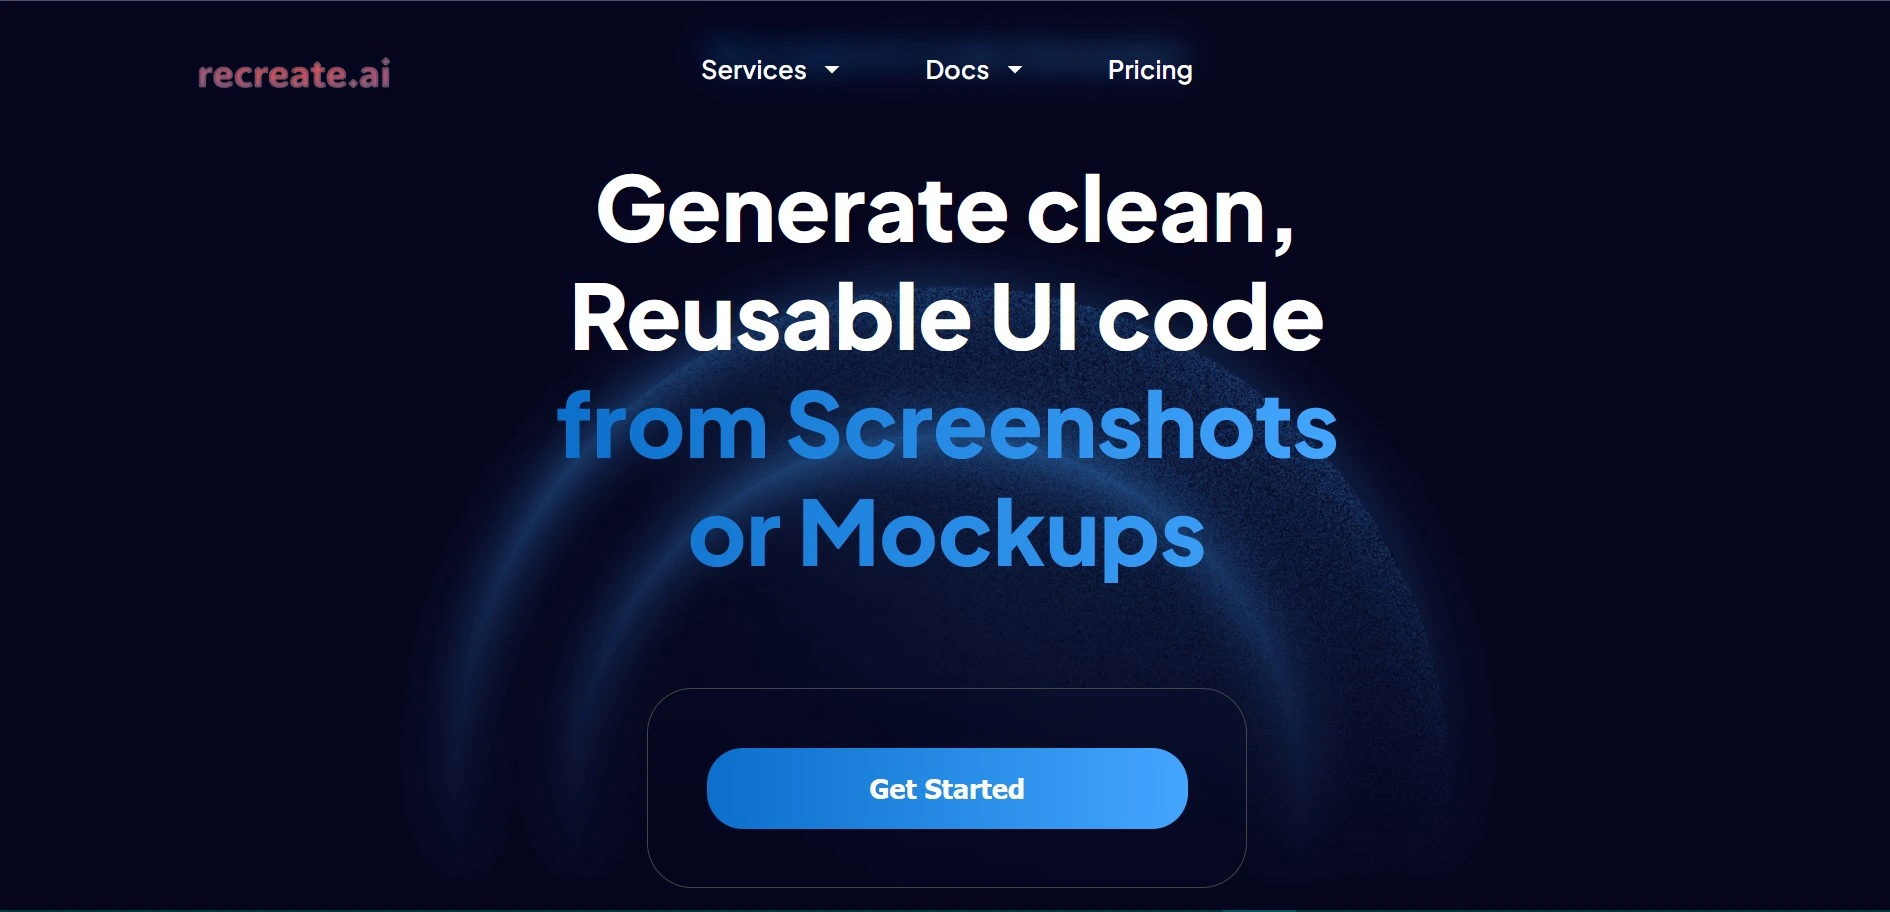 recreate.ai
Services
Docs
Pricing
Generate clean,
Reusable UI code
from Screenshots
or Mockups
Get Started